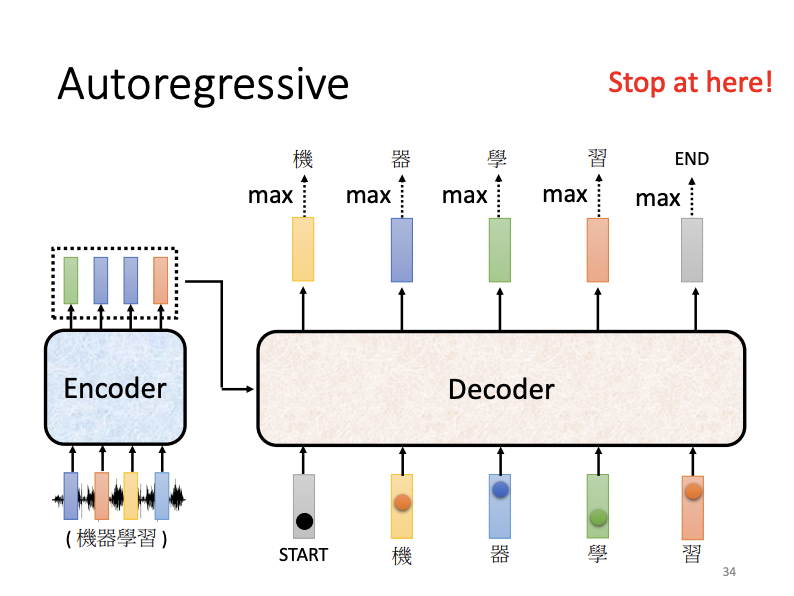 Autoregressive
Stop at here!
機 器 學 習 END
max max max max max
Encoder
Decoder
( 機器學習 )
START 機 器 學 習
34